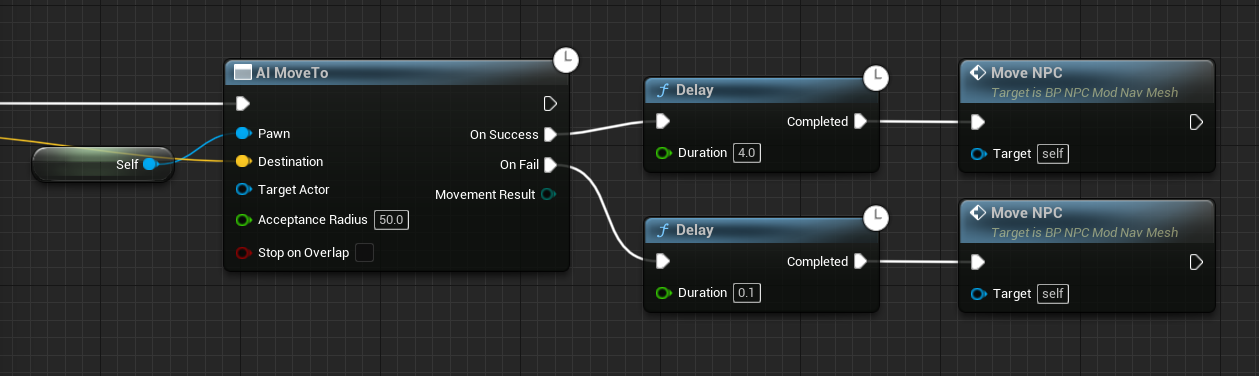 AI MoveTo
Self
Pawn
Destination
Target Actor
Acceptance Radius 50.0
Stop on Overlap
On Success
On Fail
Movement Result
Delay
Completed
Duration 4.0
Move NPC
Target is BP NPC Mod Nav Mesh
Target self
Delay
Completed
Duration 0.1
Move NPC
Target is BP NPC Mod Nav Mesh
Target self